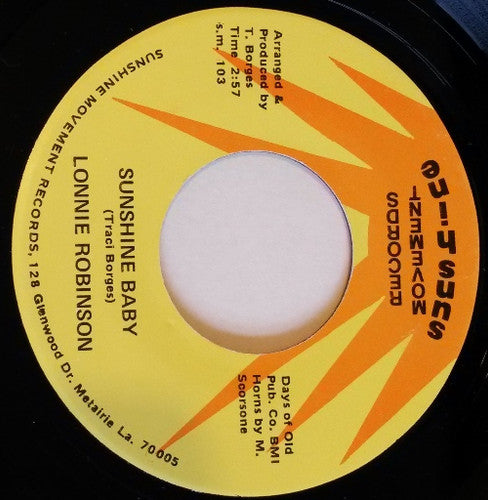 sunshine
MOVEMENT
RECORDS
Arranged &
Produced by
T. Borges
Time 2:57
s.m, 103
Days of Old
Pub. Co. BMI
Horns by M.
Scorsone
SUNSHINE BABY
(Traci Borges)
LONNIE ROBINSON
SUNSHINE MOVEMENT RECORDS, 128 Glenwood Dr. Metairie La. 70005